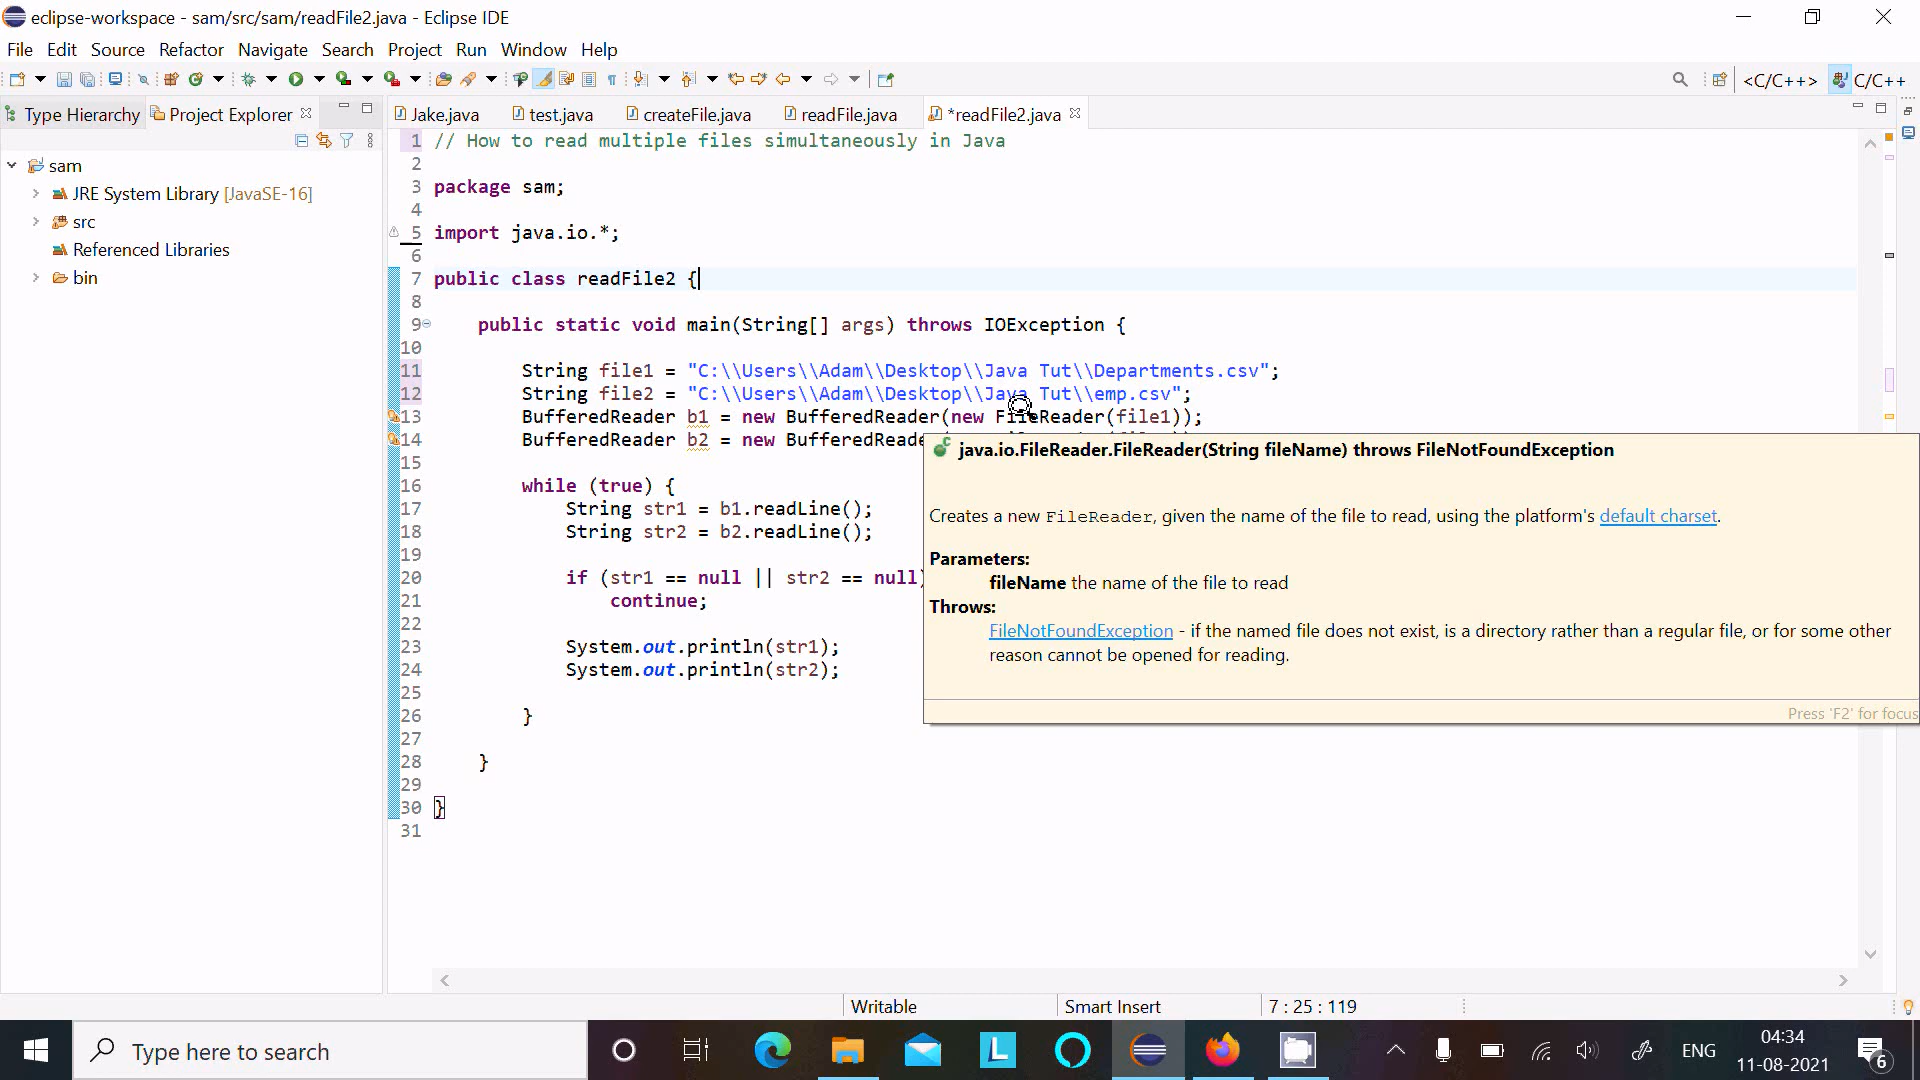 eclipse-workspace - sam/src/sam/readFile2.java - Eclipse IDE
File Edit Source Refactor Navigate Search Project Run Window Help
<C/C++> C/C++
Type Hierarchy Project Explorer Jake.java test.java createFile.java readFile.java *readFile2.java
sam
JRE System Library [JavaSE-16]
src
Referenced Libraries
bin
1 // How to read multiple files simultaneously in Java
2
3 package sam;
4
5 import java.io.*;
6
7 public class readFile2 {
8
9 public static void main(String[] args) throws IOException {
10
11 String file1 = "C:\\Users\\Adam\\Desktop\\Java Tut\\Departments.csv";
12 String file2 = "C:\\Users\\Adam\\Desktop\\Java Tut\\emp.csv";
13 BufferedReader b1 = new BufferedReader(new FileReader(file1));
14 BufferedReader b2 = new BufferedReade
15
16 while (true) {
17 String str1 = b1.readLine();
18 String str2 = b2.readLine();
19
20 if (str1 == null || str2 == null)
21 continue;
22
23 System.out.println(str1);
24 System.out.println(str2);
25
26 }
27
28 }
29
30 }
31
java.io.FileReader.FileReader(String fileName) throws FileNotFoundException
Creates a new FileReader, given the name of the file to read, using the platform's default charset.
Parameters:
fileName the name of the file to read
Throws:
FileNotFoundException - if the named file does not exist, is a directory rather than a regular file, or for some other
reason cannot be opened for reading.
Press 'F2' for focus
Writable Smart Insert 7 : 25 : 119
Type here to search
L
ENG
04:34
11-08-2021
6